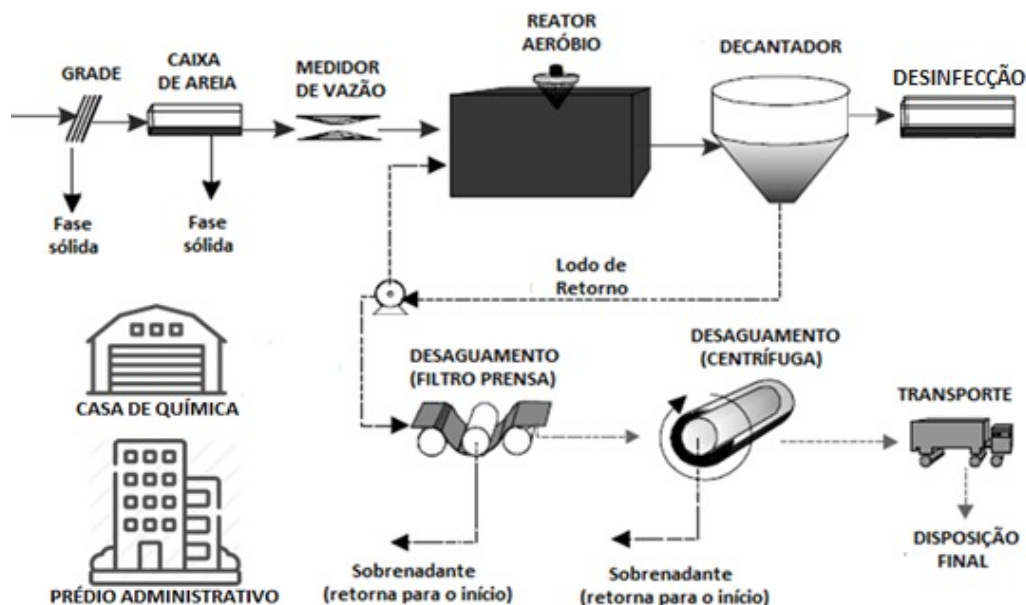 REATOR
AERÓBIO
DECANTADOR
DESINFECÇÃO
GRADE
CAIXA
DE AREIA
MEDIDOR
DE VAZÃO
Fase
sólida
Fase
sólida
Lodo de
Retorno
CASA DE QUÍMICA
DESAGUAMENTO
(FILTRO PRENSA)
DESAGUAMENTO
(CENTRÍFUGA)
TRANSPORTE
DISPOSIÇÃO
FINAL
Sobrenadante
(retorna para o início)
Sobrenadante
(retorna para o início)
PRÉDIO ADMINISTRATIVO